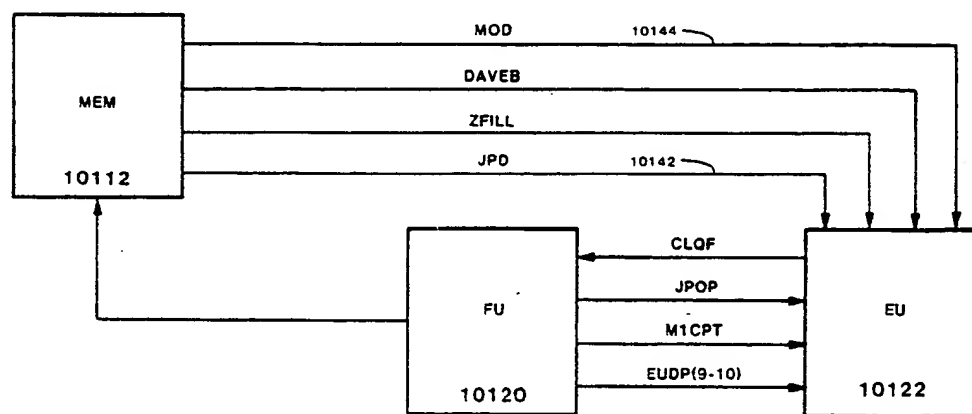 MOD
10144
DAVEB
MEM
ZFILL
JPD
10142
10112
CLQF
FU
JPOP
EU
M1CPT
EUDP(9-10)
10120
10122